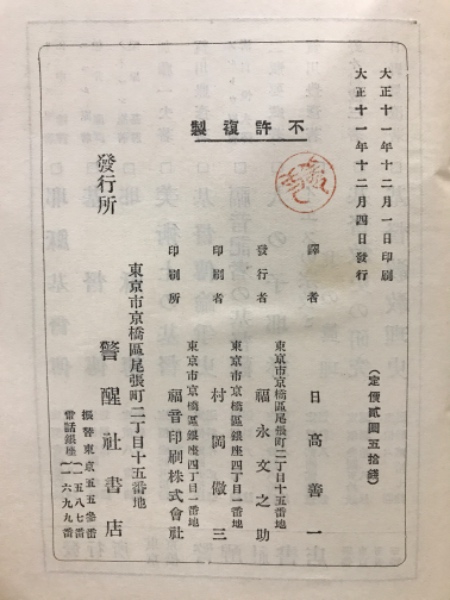 大正十一年十二月一日印刷
大正十一年十二月四日發行
(定價貳圓五拾錢)
不許復製
譯者 日高善一
東京市京橋區尾張町二丁目十五番地
發行者 福永文之助
東京市京橋區銀座四丁目一番地
印刷者 村岡儆三
東京市京橋區銀座四丁目一番地
印刷所 福音印刷株式會社
發行所
東京市京橋區尾張町二丁目十五番地
警醒社書店
振替東京五五參番
電話銀座(一五八七番
一六九九番